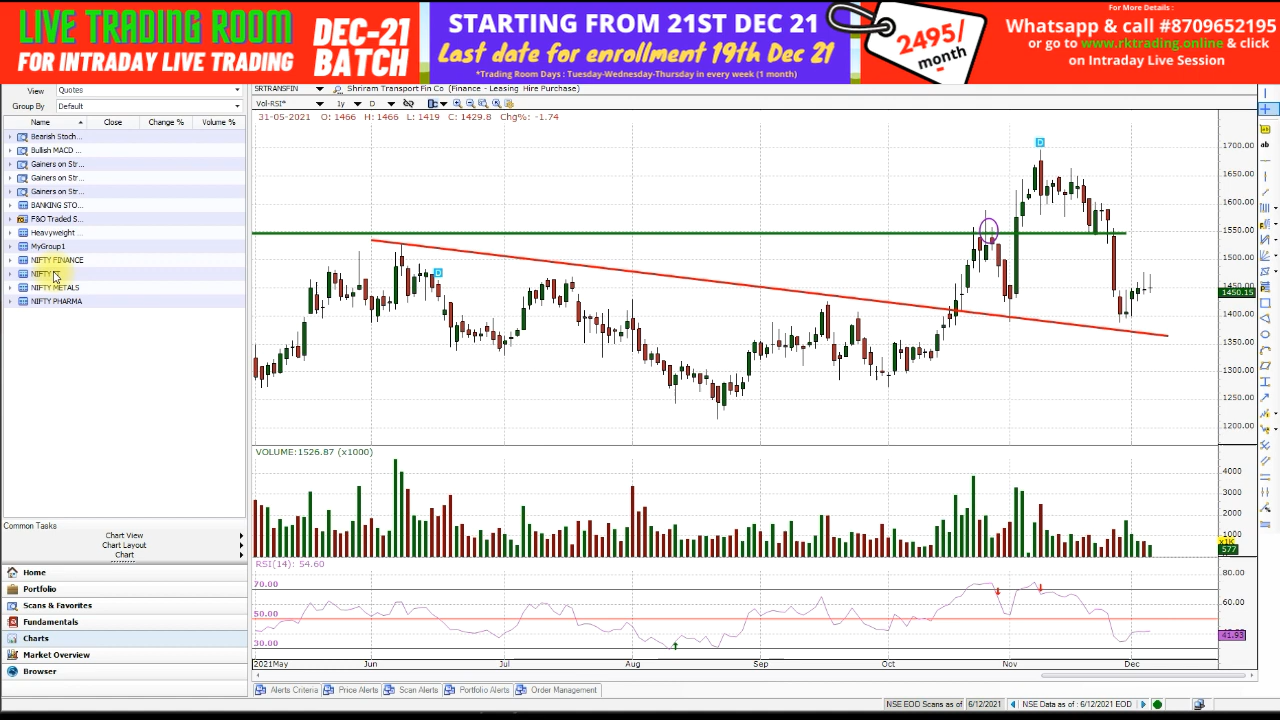 LIVE TRADING ROOM
FOR INTRADAY LIVE TRADING
DEC-21
BATCH
STARTING FROM 21ST DEC 21
Last date for enrollment 19th Dec 21
*Trading Room Days : Tuesday-Wednesday-Thursday in every week (1 month)
2495/
month
For More Details :
Whatsapp & call #8709652195
or go to www.rktrading.online & click
on Intraday Live Session
View Quotes
Group By Default
Name Close Change % Volume %
Bearish Stoch...
Bullish MACD ...
Gainers on Str...
Gainers on Str...
Gainers on Str...
BANKING STO...
F&O Traded S...
Heavyweight ...
MyGroup1
NIFTY FINANCE
NIFTY
NIFTY METALS
NIFTY PHARMA
Common Tasks
Chart View
Chart Layout
Chart
Home
Portfolio
Scans & Favorites
Fundamentals
Charts
Market Overview
Browser
SRTRANSFIN Shriram Transport Fin Co (Finance - Leasing Hire Purchase)
Vol-RSI* 1y D
31-05-2021 O: 1466 H: 1466 L: 1419 C: 1429.8 Chg%: -1.74
D
D
1700.00
1650.00
1600.00
1550.00
1500.00
1450.15
1400.00
1350.00
1300.00
1250.00
1200.00
VOLUME:1526.87 (x1000)
4000
3000
2000
1000
x1K
577
RSI(14): 54.60
70.00
50.00
30.00
80.00
60.00
41.93
2021May Jun Jul Aug Sep Oct Nov Dec
Alerts Criteria Price Alerts Scan Alerts Portfolio Alerts Order Management
NSE EOD Scans as of 6/12/2021 NSE Data as of : 6/12/2021 EOD
ab